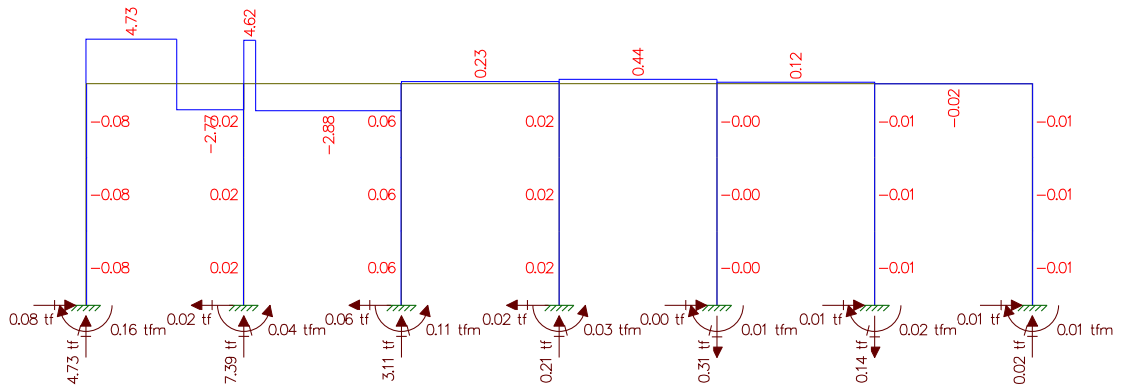 4.73
4.62
0.23
0.44
0.12
-2.77
-2.88
-0.02
-0.08
0.02
0.06
0.02
-0.00
-0.01
-0.01
-0.08
0.02
0.06
0.02
-0.00
-0.01
-0.01
-0.08
0.02
0.06
0.02
-0.00
-0.01
-0.01
0.08 tf
0.16 tfm
4.73 tf
0.02 tf
0.04 tfm
7.39 tf
0.06 tf
0.11 tfm
3.11 tf
0.02 tf
0.03 tfm
0.21 tf
0.00 tf
0.01 tfm
0.31 tf
0.01 tf
0.02 tfm
0.14 tf
0.01 tf
0.01 tfm
0.02 tf